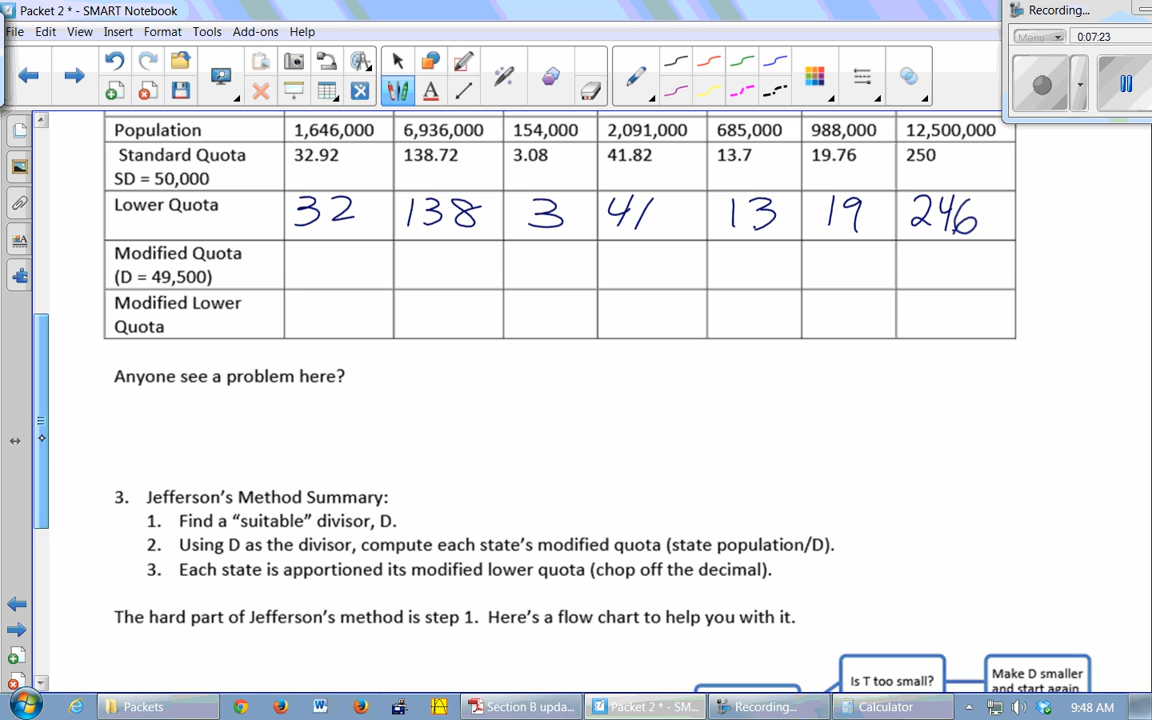 Packet 2 * - SMART Notebook
Recording...
File Edit View Insert Format Tools Add-ons Help
Menu
0:07:23
Population 1,646,000 6,936,000 154,000 2,091,000 685,000 988,000 12,500,000
Standard Quota 32.92 138.72 3.08 41.82 13.7 19.76 250
SD = 50,000
Lower Quota 32 138 3 41 13 19 246
Modified Quota
(D = 49,500)
Modified Lower
Quota
Anyone see a problem here?
3. Jefferson's Method Summary:
1. Find a “suitable” divisor, D.
2. Using D as the divisor, compute each state's modified quota (state population/D).
3. Each state is apportioned its modified lower quota (chop off the decimal).
The hard part of Jefferson's method is step 1. Here's a flow chart to help you with it.
Is T too small?
Make D smaller
and start again
Packets
Section B upda...
Packet 2 * - SM...
Recording...
Calculator
9:48 AM